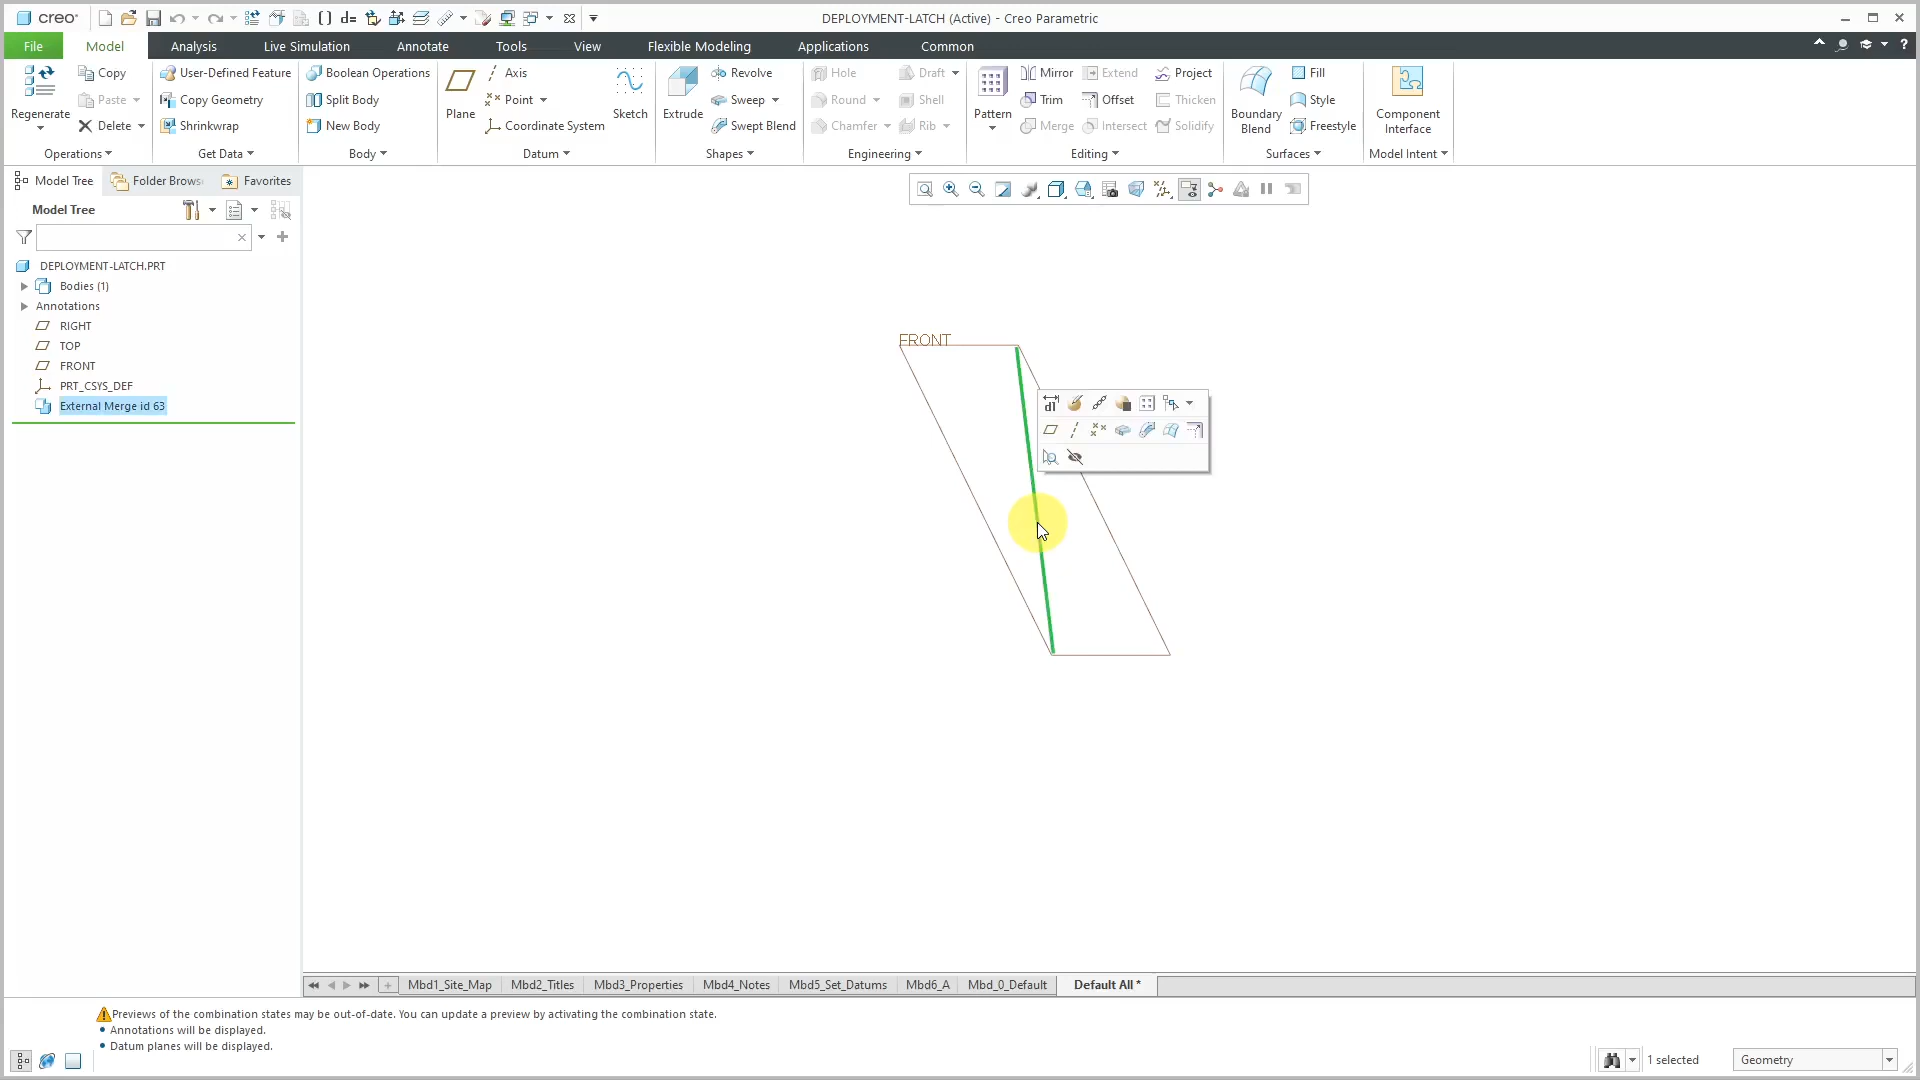 creo
DEPLOYMENT-LATCH (Active) - Creo Parametric
File
Model
Analysis
Live Simulation
Annotate
Tools
View
Flexible Modeling
Applications
Common
Regenerate
Copy
Paste
Delete
Operations
User-Defined Feature
Copy Geometry
Shrinkwrap
Get Data
Boolean Operations
Split Body
New Body
Body
Plane
Axis
Point
Coordinate System
Sketch
Datum
Extrude
Revolve
Sweep
Swept Blend
Shapes
Hole
Round
Chamfer
Draft
Shell
Rib
Engineering
Pattern
Mirror
Trim
Merge
Extend
Offset
Intersect
Project
Thicken
Solidify
Editing
Boundary
Blend
Fill
Style
Freestyle
Surfaces
Component
Interface
Model Intent
Model Tree
Folder Brows
Favorites
Model Tree
DEPLOYMENT-LATCH.PRT
Bodies (1)
Annotations
RIGHT
TOP
FRONT
PRT_CSYS_DEF
External Merge id 63
FRONT
Mbd1_Site_Map
Mbd2_Titles
Mbd3_Properties
Mbd4_Notes
Mbd5_Set_Datums
Mbd6_A
Mbd_0_Default
Default All *
Previews of the combination states may be out-of-date. You can update a preview by activating the combination state.
• Annotations will be displayed.
• Datum planes will be displayed.
1 selected
Geometry